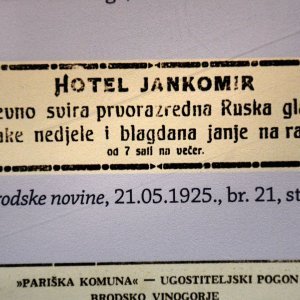 HOTEL JANKOMIR
evno svira prvorazredna Ruska gla
ake nedjele i blagdana janje na ra
od 7 sati na večer.
rodske novine, 21.05.1925., br. 21, st
„PARIŠKA KOMUNA“ — UGOSTITELJSKI POGON
BRODSKO VINOGORJE